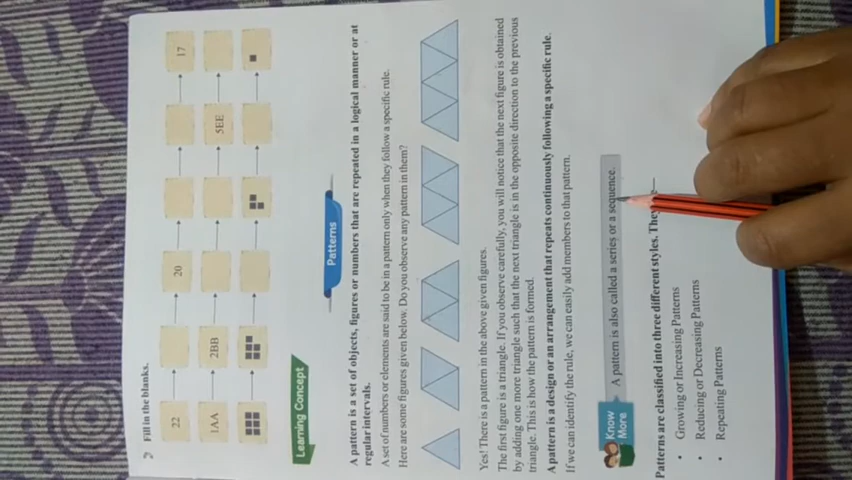 Fill in the blanks.
22 20 17
1AA 2BB 5EE
Learning Concept
Patterns
A pattern is a set of objects, figures or numbers that are repeated in a logical manner or at
regular intervals.
A set of numbers or elements are said to be in a pattern only when they follow a specific rule.
Here are some figures given below. Do you observe any pattern in them?
Yes! There is a pattern in the above given figures.
The first figure is a triangle. If you observe carefully, you will notice that the next figure is obtained
by adding one more triangle such that the next triangle is in the opposite direction to the previous
triangle. This is how the pattern is formed.
A pattern is a design or an arrangement that repeats continuously following a specific rule.
If we can identify the rule, we can easily add members to that pattern.
Know
More
A pattern is also called a series or a sequence.
Patterns are classified into three different styles.
• Growing or Increasing Patterns
• Reducing or Decreasing Patterns
• Repeating Patterns